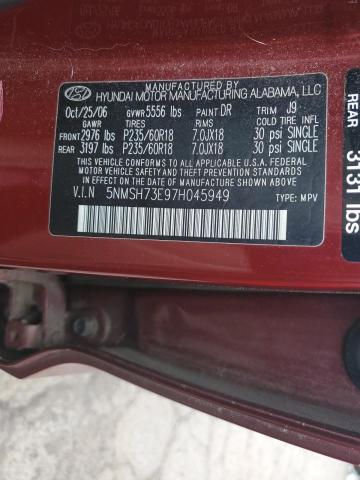 MANUFACTURED BY
HYUNDAI MOTOR MANUFACTURING ALABAMA, LLC
Oct/25/06 GVWR 5556 lbs PAINT DR TRIM J9
GAWR TIRES RIMS COLD TIRE INFL
FRONT 2976 lbs P235/60R18 7.0JX18 30 psi SINGLE
REAR 3197 lbs P235/60R18 7.0JX18 30 psi SINGLE
THIS VEHICLE CONFORMS TO ALL APPLICABLE U.S.A. FEDERAL MOTOR
VEHICLE SAFETY, BUMPER, AND THEFT PREVENTION STANDARDS IN
EFFECT ON THE DATE OF MANUFACTURE SHOWN ABOVE.
V.I.N 5NMSH73E97H045949 TYPE: MPV
REAR 3131 lbs